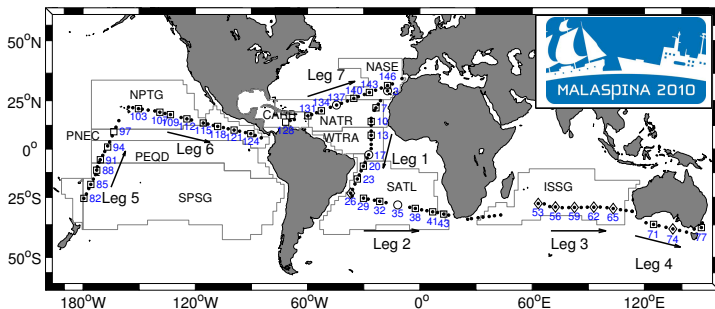 50°N
25°N
0°
25°S
50°S
180°W
120°W
60°W
0°
60°E
120°E
MALASPINA 2010
NASE
Leg 7
146
143
140
137
134
131
128
NPTG
103
106
109
112
115
118
121
124
CARB
NATR
WTRA
7
10
13
17
20
23
26
Leg 1
PNEC
97
94
91
88
85
82
PEQD
Leg 6
Leg 5
SPSG
SATL
29
32
35
38
41
43
Leg 2
ISSG
53
56
59
62
65
Leg 3
71
74
77
Leg 4